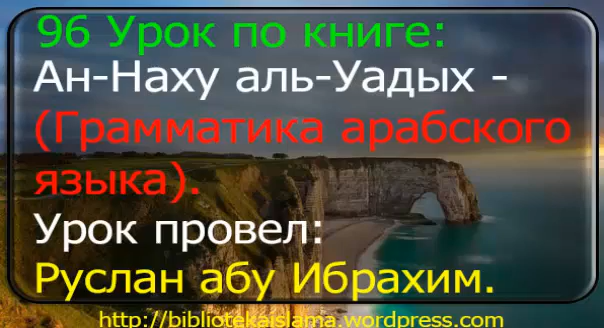 96 Урок по книге:
Ан-Наху аль-Уадых -
(Грамматика арабского
языка).
Урок провел:
Руслан абу Ибрахим.
http://bibliotekaislama.wordpress.com